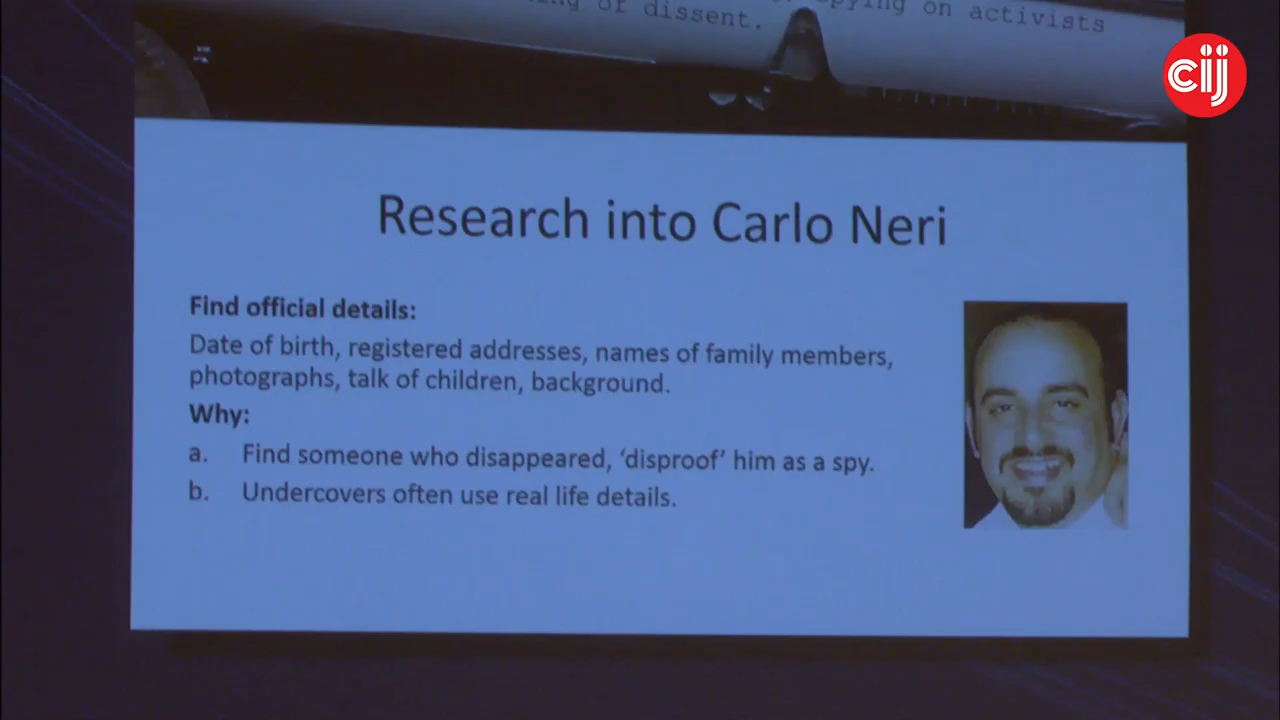 of dissent.
spying on activists
cij
Research into Carlo Neri
Find official details:
Date of birth, registered addresses, names of family members,
photographs, talk of children, background.
Why:
a. Find someone who disappeared, ‘disproof’ him as a spy.
b. Undercovers often use real life details.